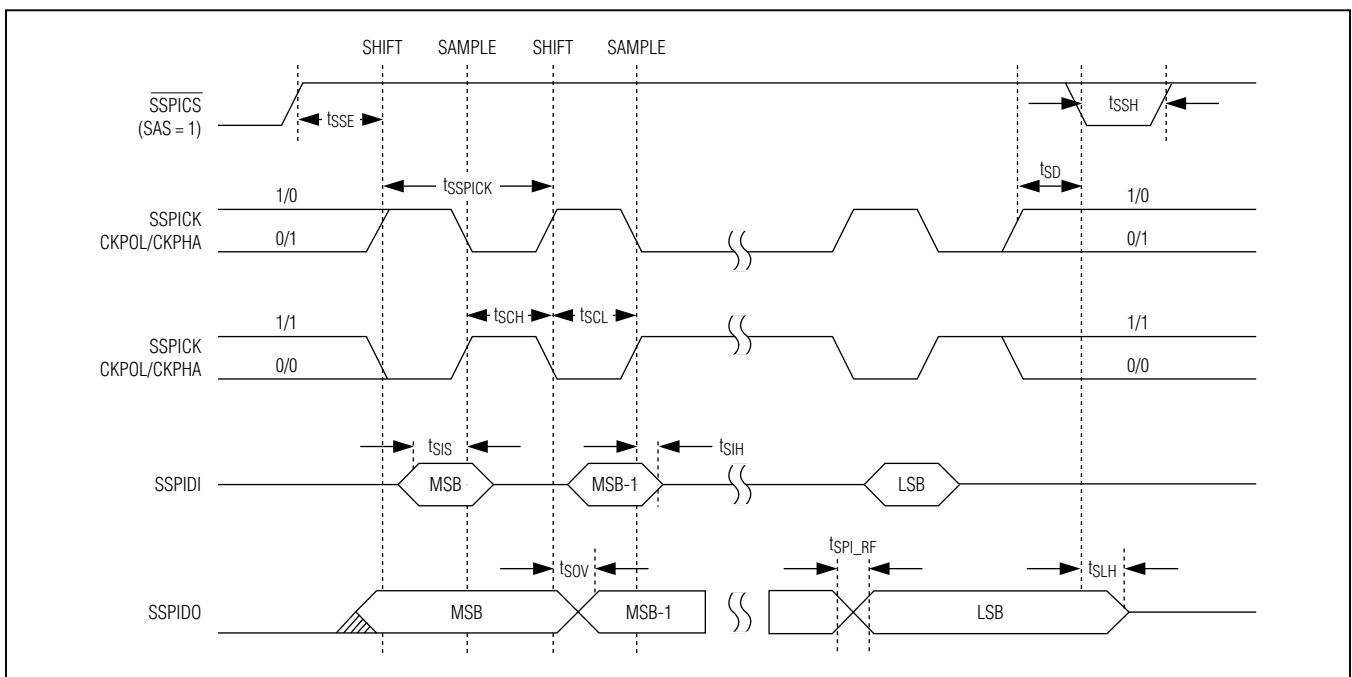 SHIFT SAMPLE SHIFT SAMPLE
SSPICS
(SAS = 1)
tSSE
tSSH
tSSPICK
tSD
SSPICK
CKPOL/CKPHA
1/0
0/1
1/0
0/1
tSCH
tSCL
SSPICK
CKPOL/CKPHA
1/1
0/0
1/1
0/0
tSIS
tSIH
SSPIDI
MSB
MSB-1
LSB
tSOV
tSPI_RF
tSLH
SSPIDO
MSB
MSB-1
LSB